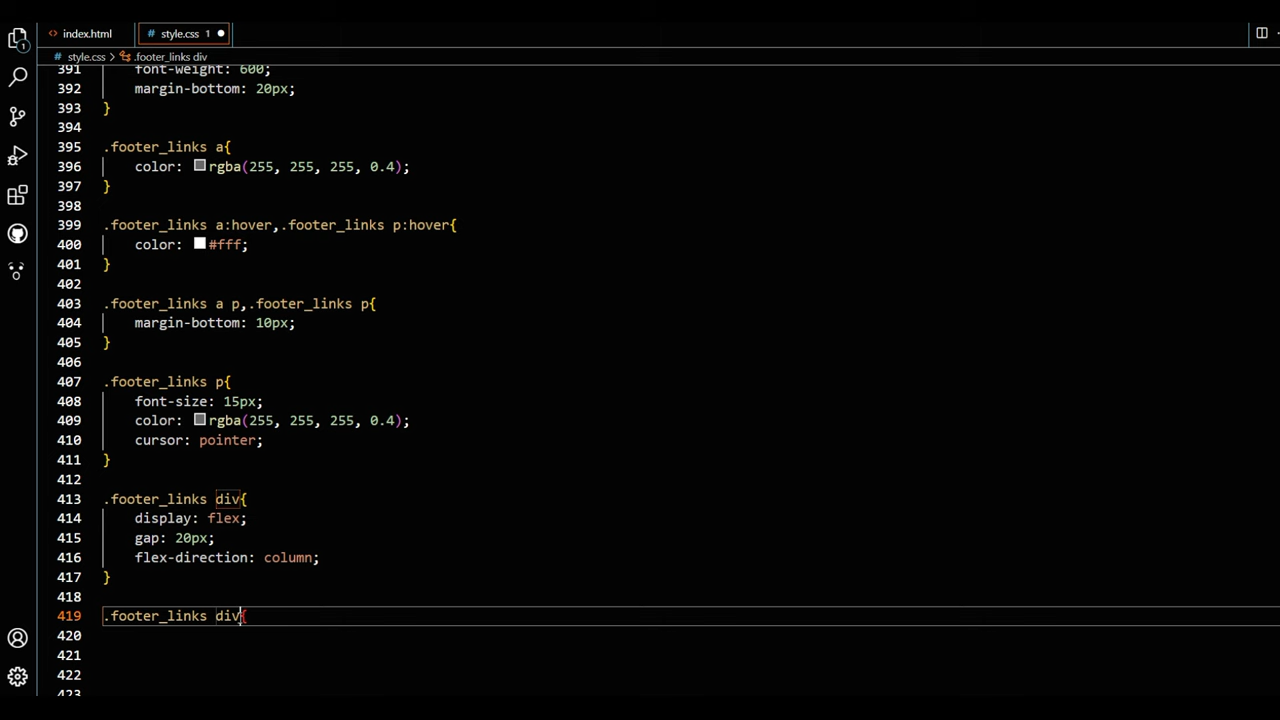 index.html
style.css 1
style.css > .footer_links div
1
391 font-weight: 600;
392 margin-bottom: 20px;
393 }
394
395 .footer_links a{
396 color: rgba(255, 255, 255, 0.4);
397 }
398
399 .footer_links a:hover,.footer_links p:hover{
400 color: #fff;
401 }
402
403 .footer_links a p,.footer_links p{
404 margin-bottom: 10px;
405 }
406
407 .footer_links p{
408 font-size: 15px;
409 color: rgba(255, 255, 255, 0.4);
410 cursor: pointer;
411 }
412
413 .footer_links div{
414 display: flex;
415 gap: 20px;
416 flex-direction: column;
417 }
418
419 .footer_links div{
420
421
422
423